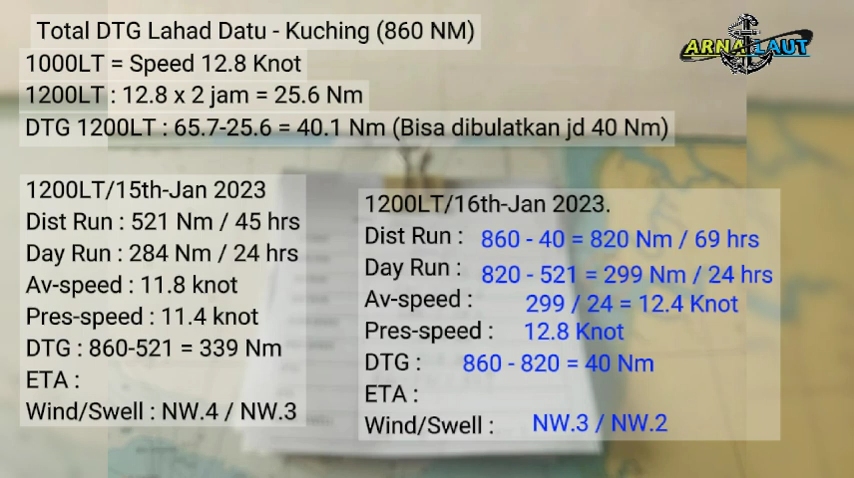 Total DTG Lahad Datu - Kuching (860 NM)
1000LT = Speed 12.8 Knot
1200LT : 12.8 x 2 jam = 25.6 Nm
DTG 1200LT : 65.7-25.6 = 40.1 Nm (Bisa dibulatkan jd 40 Nm)
ARNA LAUT
1200LT/15th-Jan 2023
Dist Run : 521 Nm / 45 hrs
Day Run : 284 Nm / 24 hrs
Av-speed : 11.8 knot
Pres-speed : 11.4 knot
DTG : 860-521 = 339 Nm
ETA :
Wind/Swell : NW.4 / NW.3
1200LT/16th-Jan 2023.
Dist Run : 860 - 40 = 820 Nm / 69 hrs
Day Run : 820 - 521 = 299 Nm / 24 hrs
Av-speed : 299 / 24 = 12.4 Knot
Pres-speed : 12.8 Knot
DTG : 860 - 820 = 40 Nm
ETA :
Wind/Swell : NW.3 / NW.2